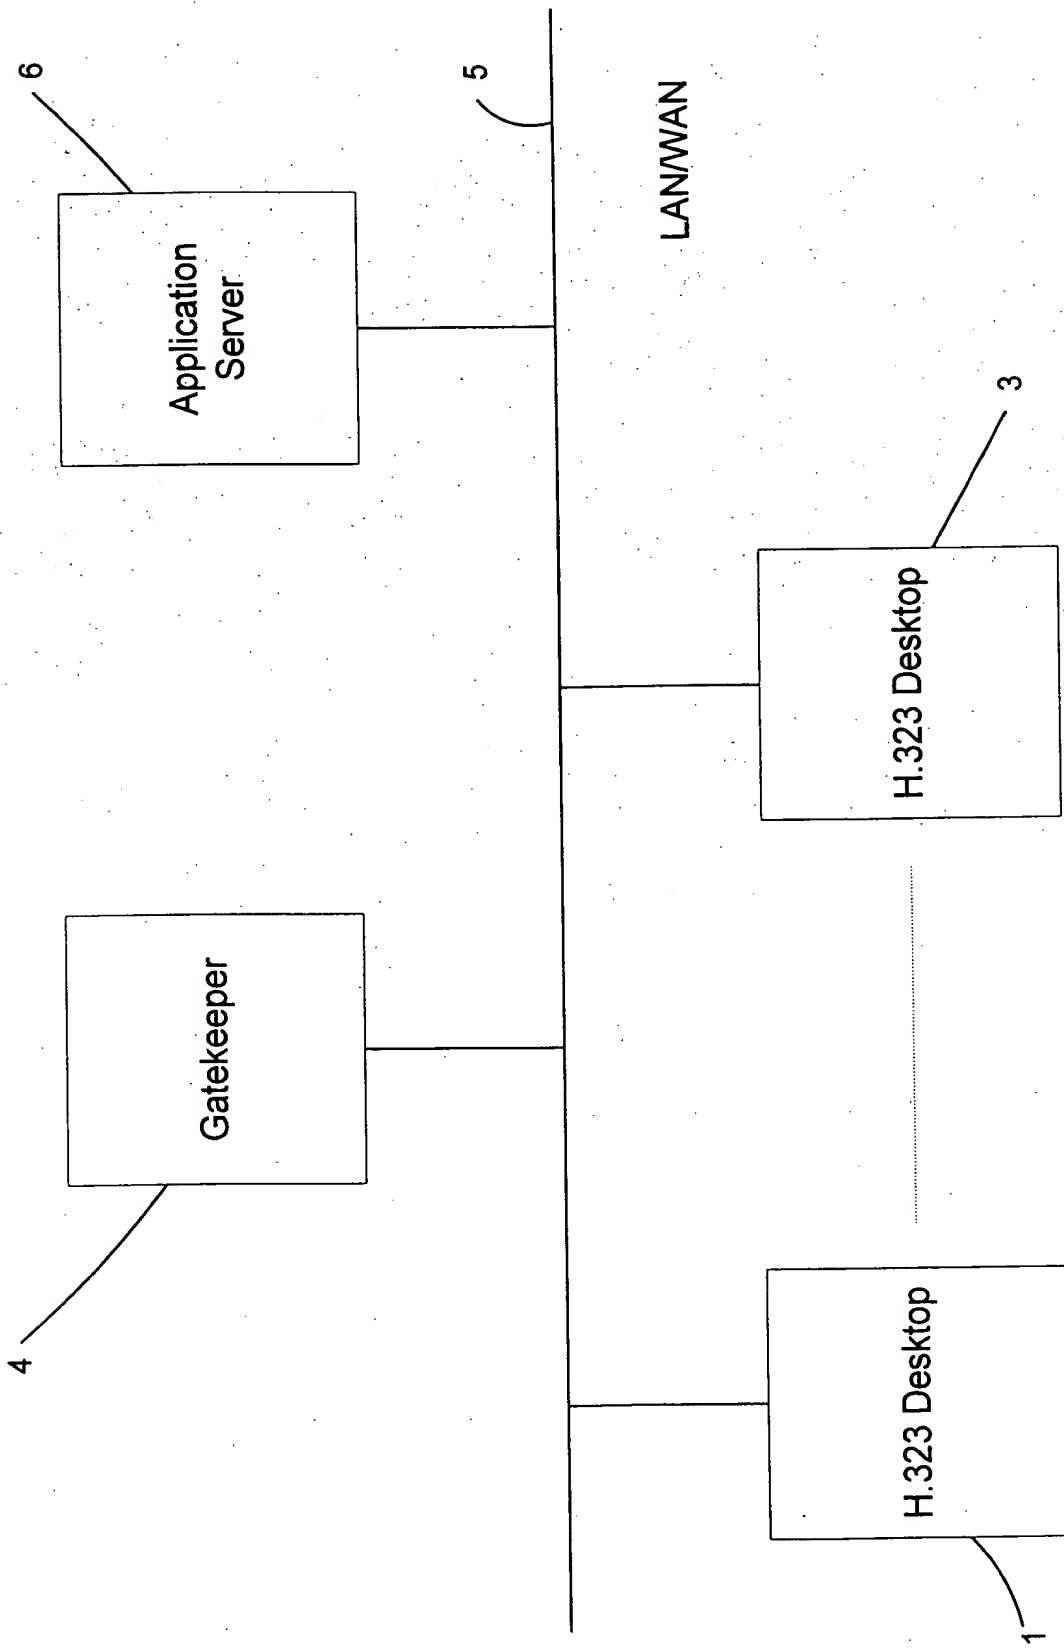 4
Gatekeeper
6
Application
Server
5
LAN/WAN
1
H.323 Desktop
H.323 Desktop
3